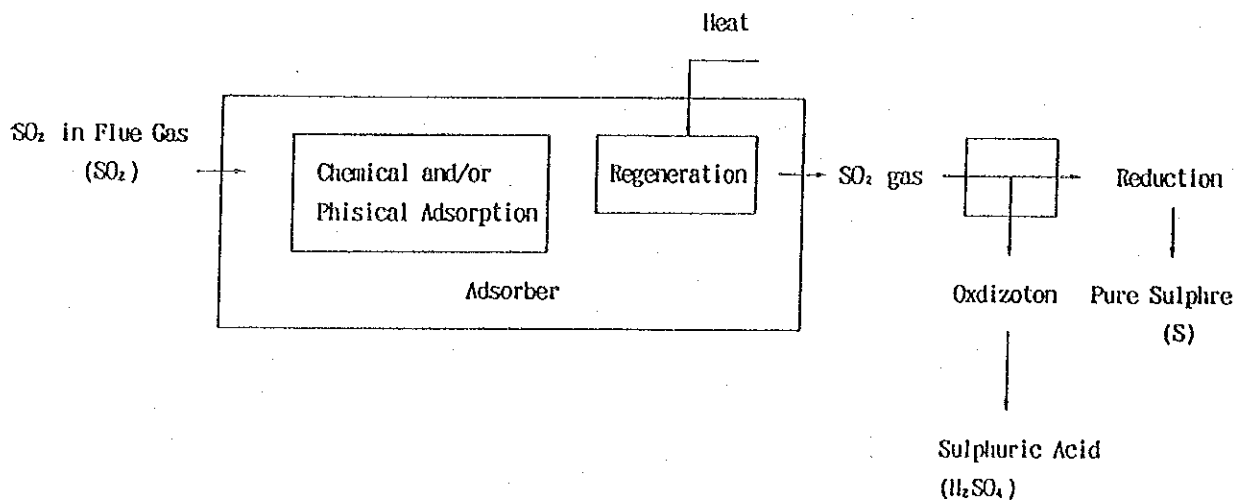 Heat
SO₂ in Flue Gas
(SO₂)
Chemical and/or
Phisical Adsorption
Regeneration
SO₂ gas
Reduction
Adsorber
Oxdizoton
Pure Sulphre
(S)
Sulphuric Acid
(H₂SO₄)